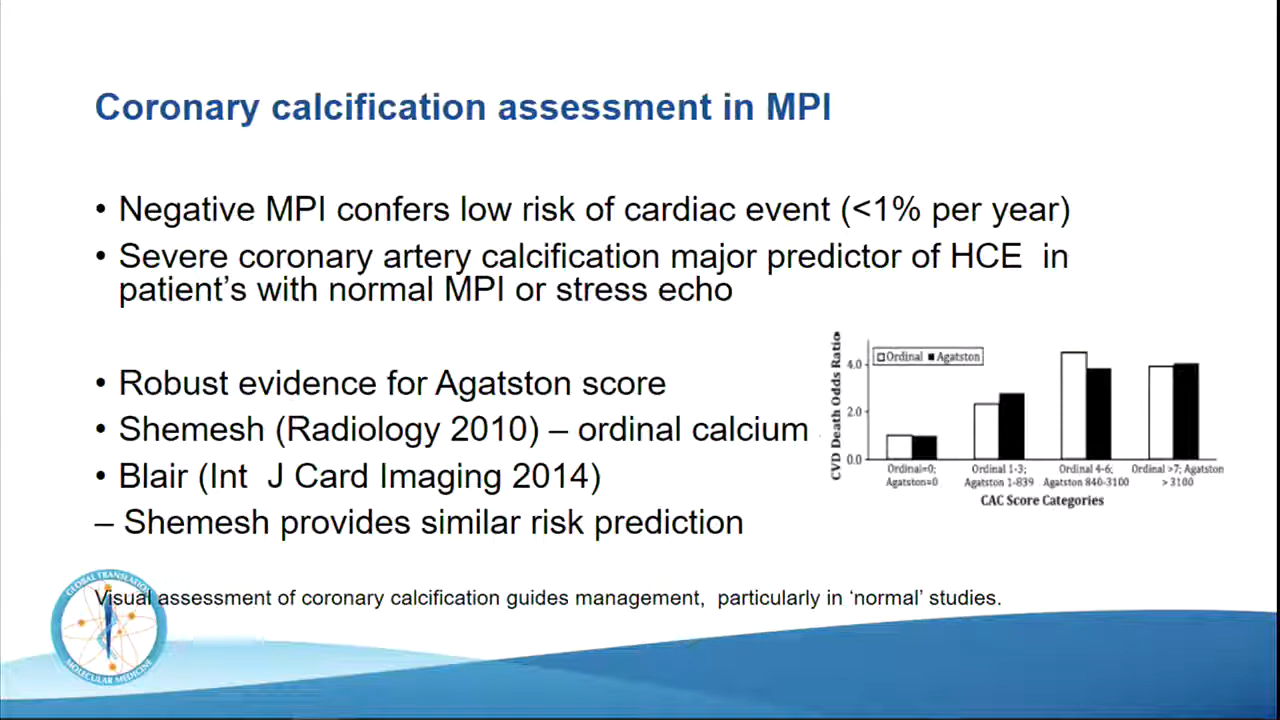 Coronary calcification assessment in MPI
• Negative MPI confers low risk of cardiac event (<1% per year)
• Severe coronary artery calcification major predictor of HCE in
patient's with normal MPI or stress echo
• Robust evidence for Agatston score
• Shemesh (Radiology 2010) – ordinal calcium
• Blair (Int J Card Imaging 2014)
– Shemesh provides similar risk prediction
CVD Death Odds Ratio
Ordinal Agatston
4.0
2.0
0.0
Ordinal=0; Ordinal 1-3; Ordinal 4-6; Ordinal >7; Agatston
Agatston=0 Agatston 1-839 Agatston 840-3100 > 3100
CAC Score Categories
Visual assessment of coronary calcification guides management, particularly in 'normal' studies.
GLOBAL TRANSLATION
MOLECULAR MEDICINE